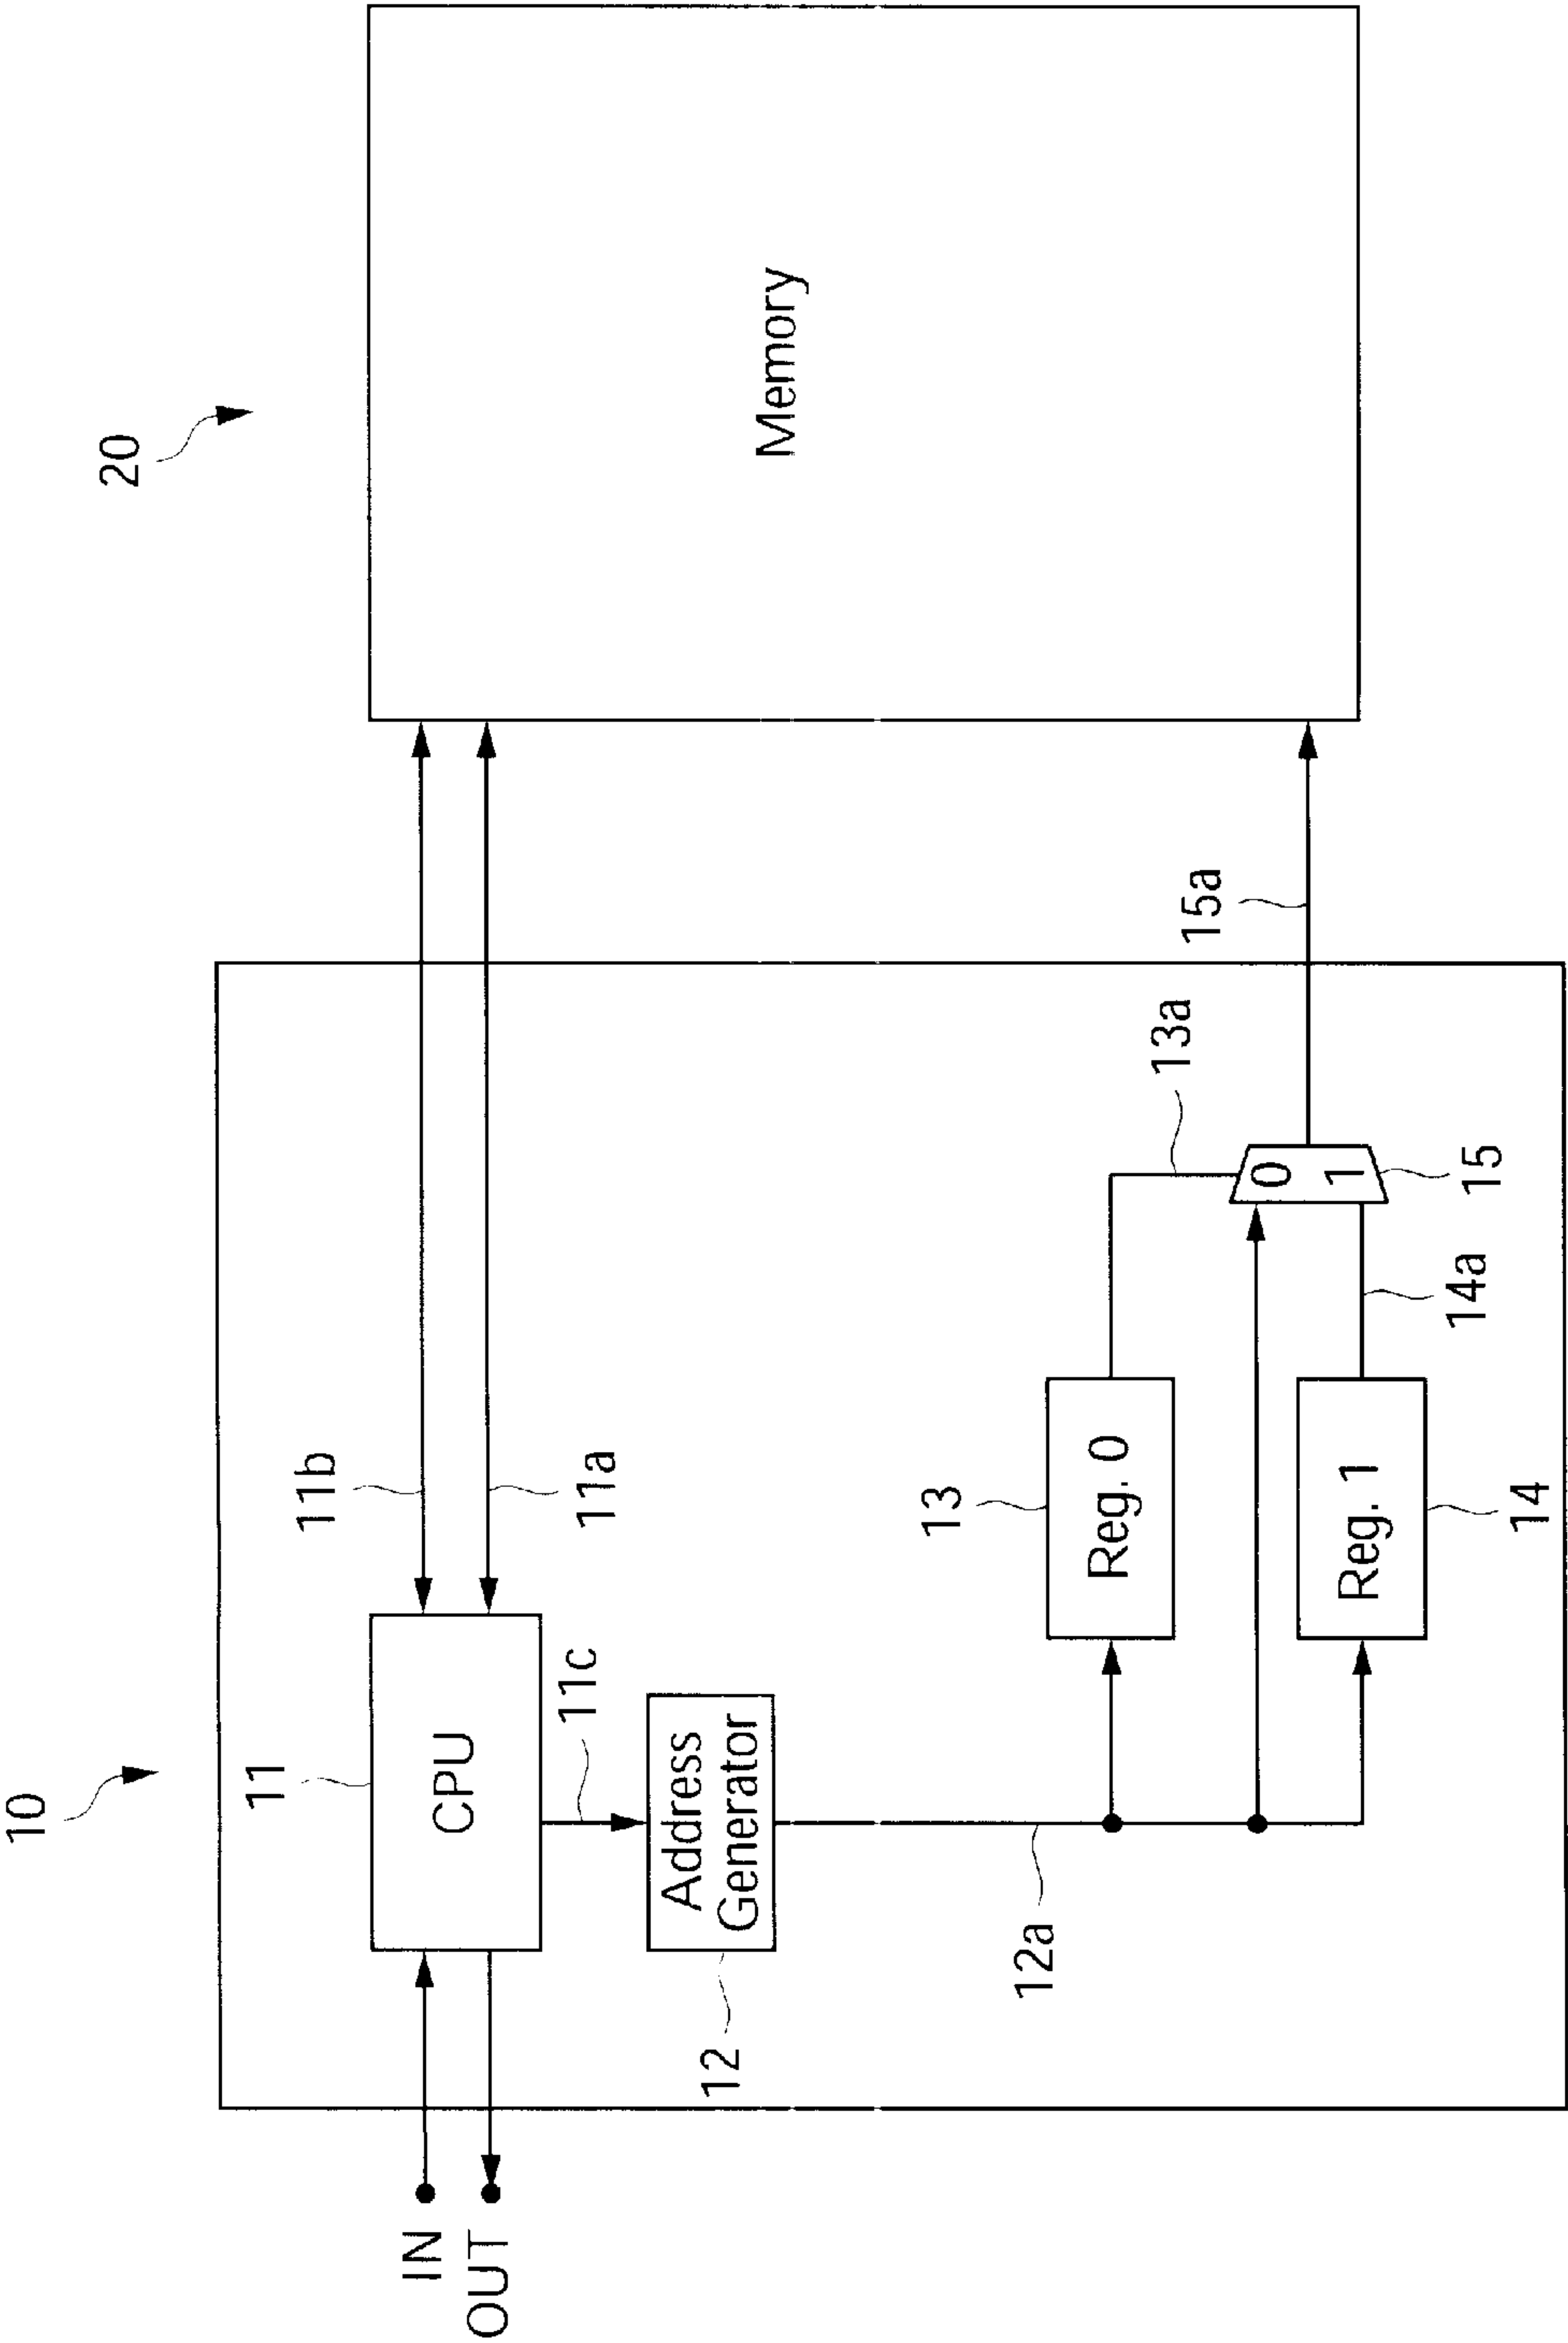 10
20
11
11b
IN
CPU
OUT
11a
11c
Memory
12
Address
Generator
12a
13
Reg. 0
13a
15a
0
1
Reg. 1
14a
15
14